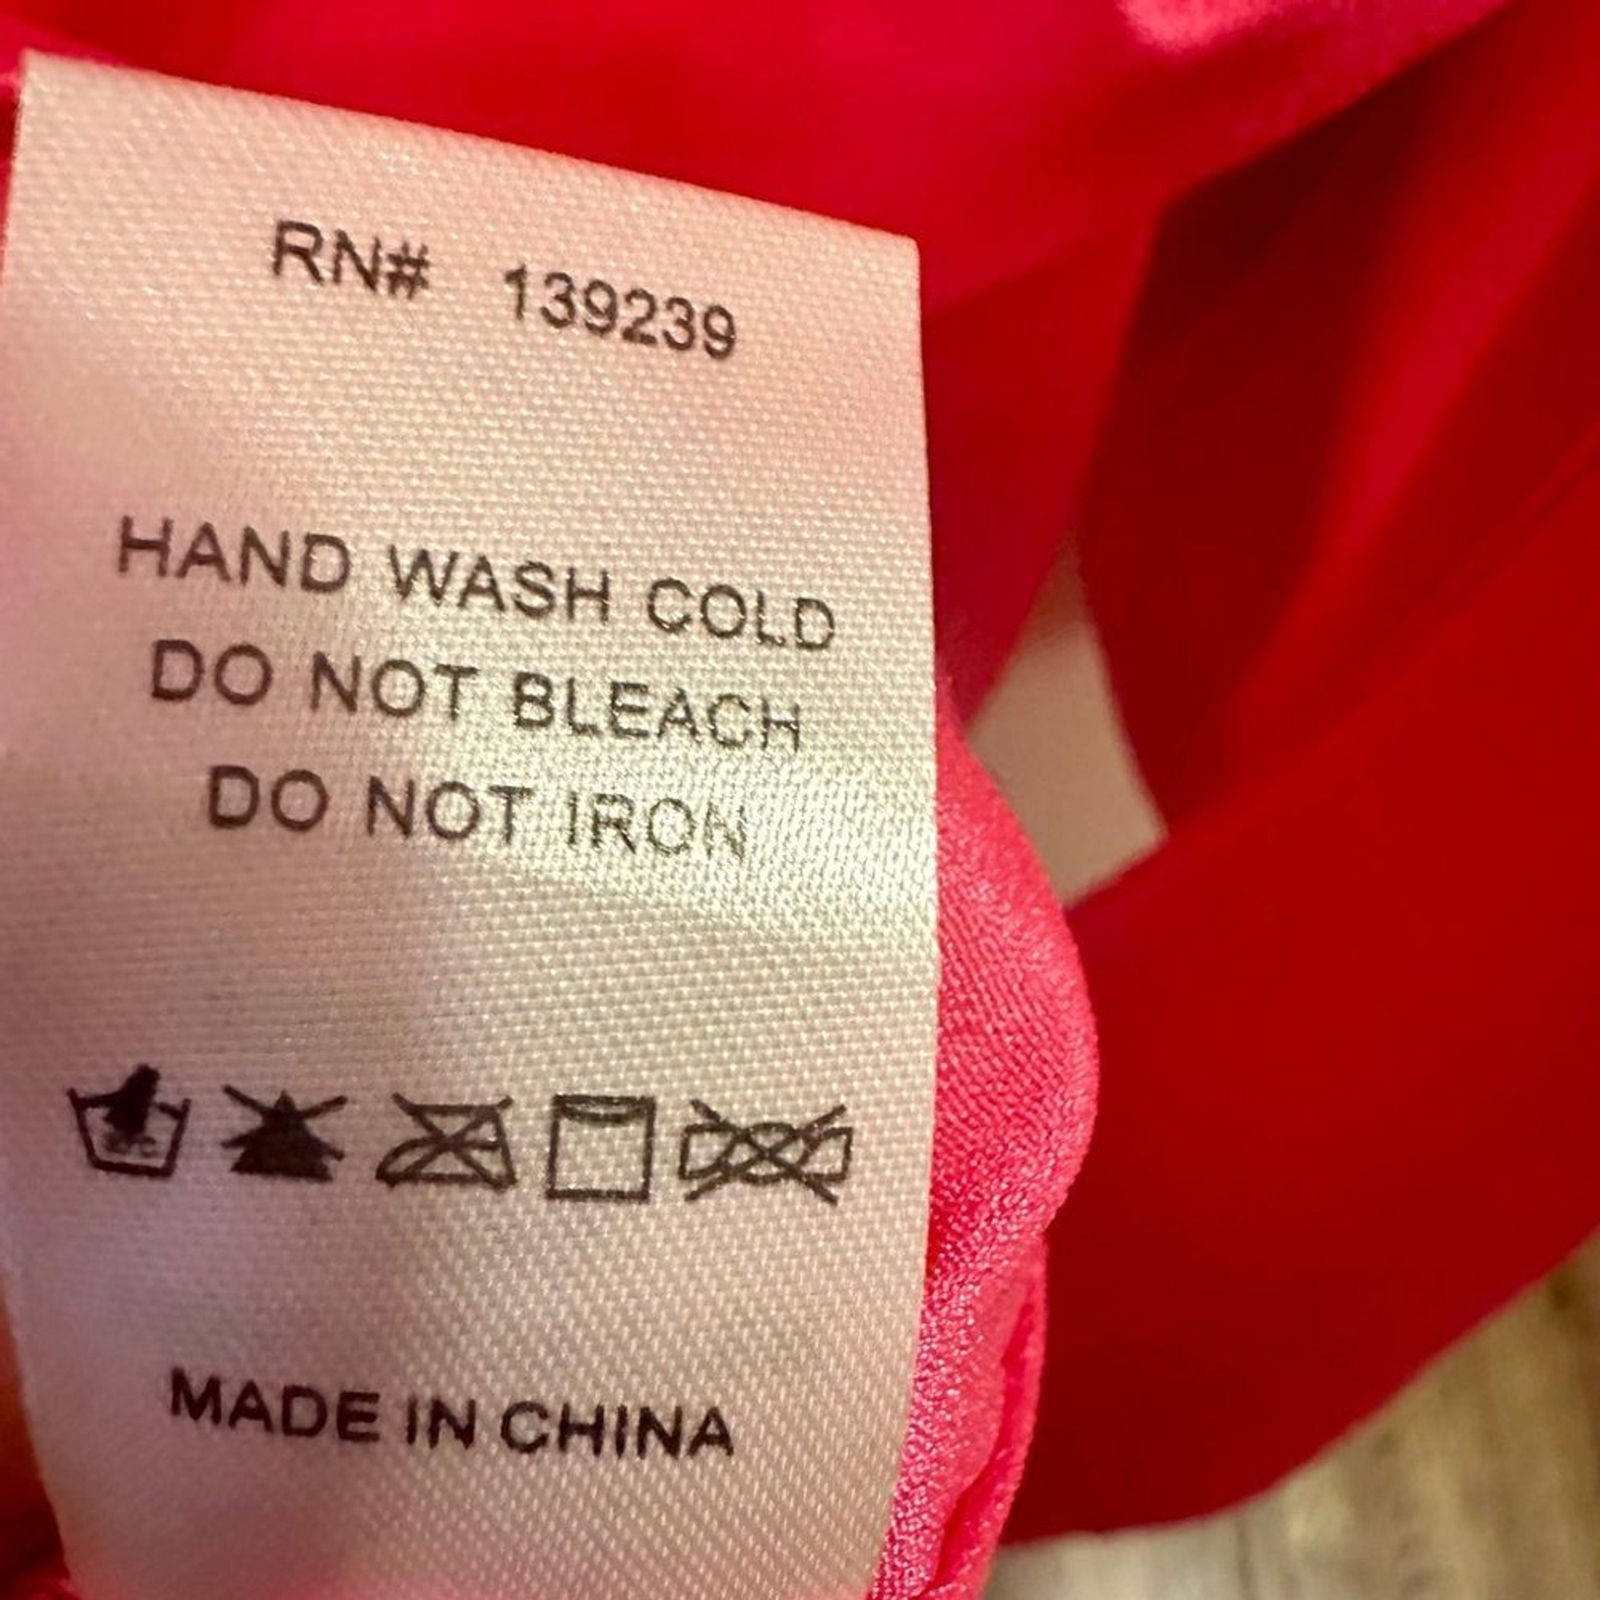 RN# 139239
HAND WASH COLD
DO NOT BLEACH
DO NOT IRON
MADE IN CHINA